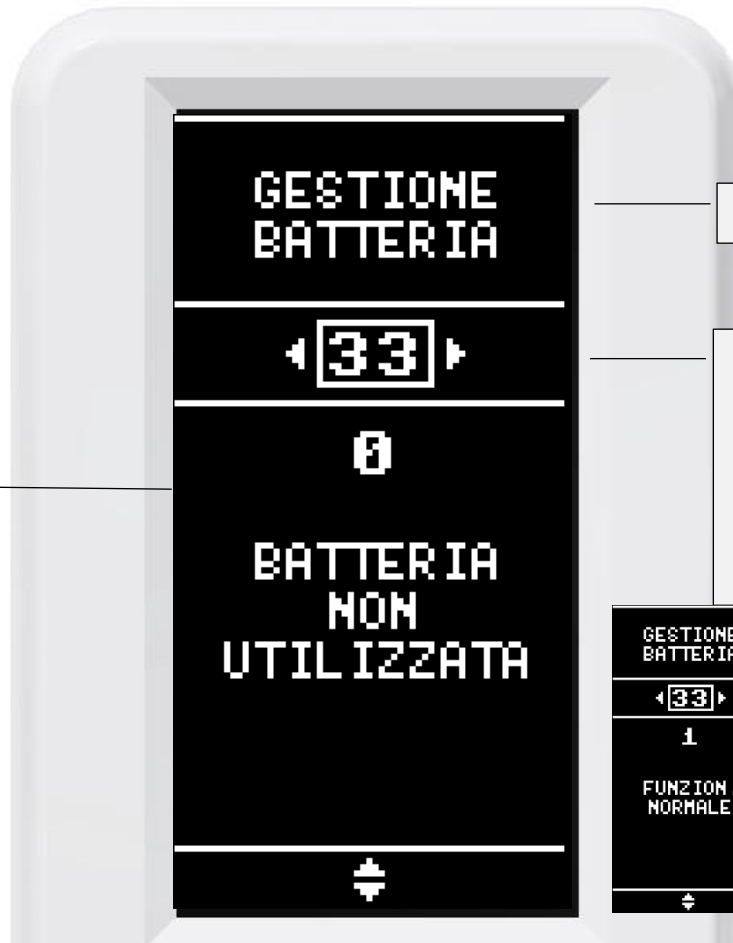 GESTIONE
BATTERIA
33
0
BATTERIA
NON
UTILIZZATA
GESTIONE
BATTERIA
33
1
FUNZION
NORMALE